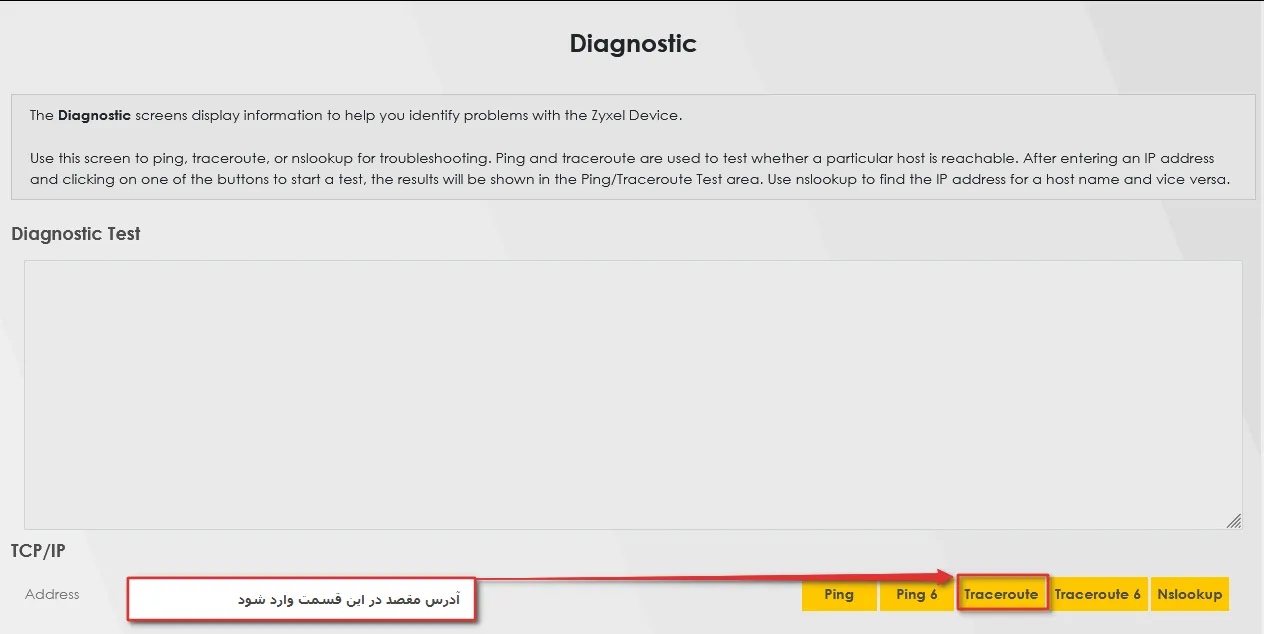 Diagnostic
The Diagnostic screens display information to help you identify problems with the Zyxel Device.
Use this screen to ping, traceroute, or nslookup for troubleshooting. Ping and traceroute are used to test whether a particular host is reachable. After entering an IP address
and clicking on one of the buttons to start a test, the results will be shown in the Ping/Traceroute Test area. Use nslookup to find the IP address for a host name and vice versa.
Diagnostic Test
TCP/IP
Address آدرس مقصد در این قسمت وارد شود Ping Ping 6 Traceroute Traceroute 6 Nslookup